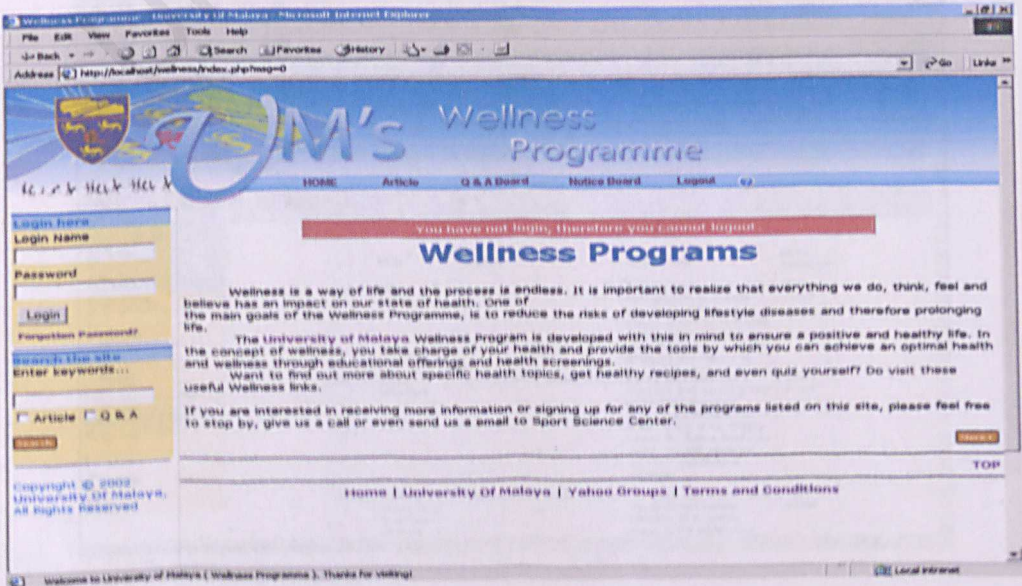 Wellness Programme - University Of Malaya - Microsoft Internet Explorer
File Edit View Favorites Tools Help
Back Search Favorites History
Address http://localhost/wellness/index.php?msg=0 Go Links »
UM's Wellness
Programme
HOME Article Q & A Board Notice Board Logout
Login here
Login Name
Password
Login
Forgotten Password?
Search the site
Enter keywords...
Article Q & A
Search
Copyright © 2002
University Of Malaya,
All Rights Reserved
You have not login, therefore you cannot logout
Wellness Programs
Wellness is a way of life and the process is endless. It is important to realize that everything we do, think, feel and
believe has an impact on our state of health. One of
the main goals of the Wellness Programme, is to reduce the risks of developing lifestyle diseases and therefore prolonging
life.
The University of Malaya Wellness Program is developed with this in mind to ensure a positive and healthy life. In
the concept of wellness, you take charge of your health and provide the tools by which you can achieve an optimal health
and wellness through educational offerings and health screenings.
Want to find out more about specific health topics, get healthy recipes, and even quiz yourself? Do visit these
useful Wellness links.
If you are interested in receiving more information or signing up for any of the programs listed on this site, please feel free
to stop by, give us a call or even send us a email to Sport Science Center.
TOP
Home | University Of Malaya | Yahoo Groups | Terms and Conditions
Welcome to University of Malaya ( Wellness Programme ). Thanks for visiting! Local intranet